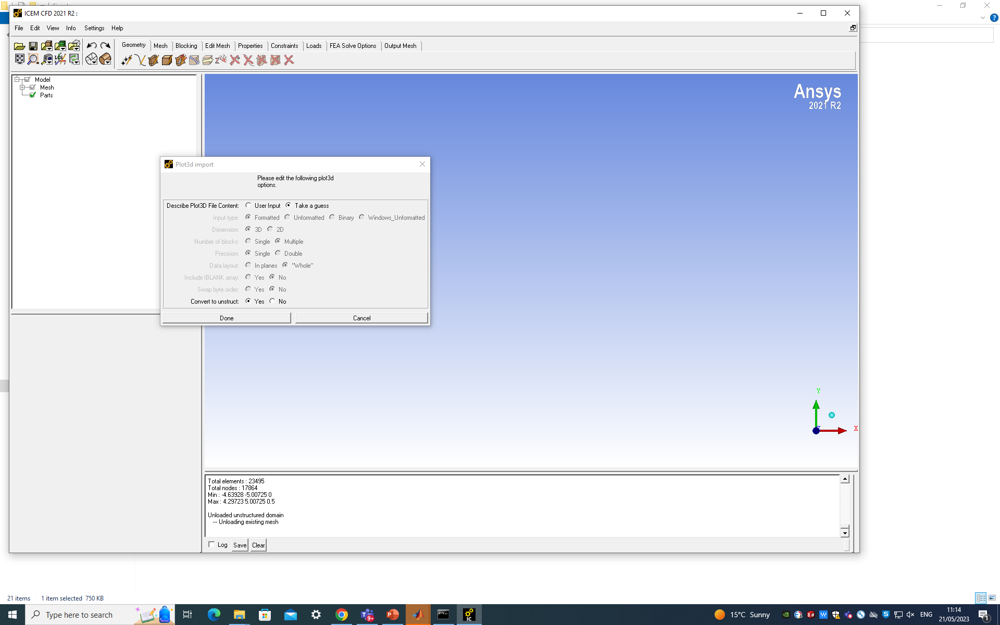 ICEM CFD 2021 R2 :
File Edit View Info Settings Help
Geometry Mesh Blocking Edit Mesh Properties Constraints Loads FEA Solve Options Output Mesh
Model
Mesh
Parts
Ansys
2021 R2
Plot3d import
Please edit the following plot3d
options.
Describe Plot3D File Content: User Input Take a guess
Input type: Formatted Unformatted Binary Windows_Unformatted
Dimension: 3D 2D
Number of blocks: Single Multiple
Precision: Single Double
Data layout: In planes "Whole"
Include IBLANK array: Yes No
Swap byte order: Yes No
Convert to unstruct: Yes No
Done Cancel
Y
X
Z
Total elements : 23495
Total nodes : 17864
Min : -4.63928 -5.00725 0
Max : 4.29723 5.00725 0.5
Unloaded unstructured domain
--- Unloading existing mesh
Log Save Clear
21 items 1 item selected 750 KB
Type here to search
9+
IC
15°C Sunny
ENG
11:14
21/05/2023
1